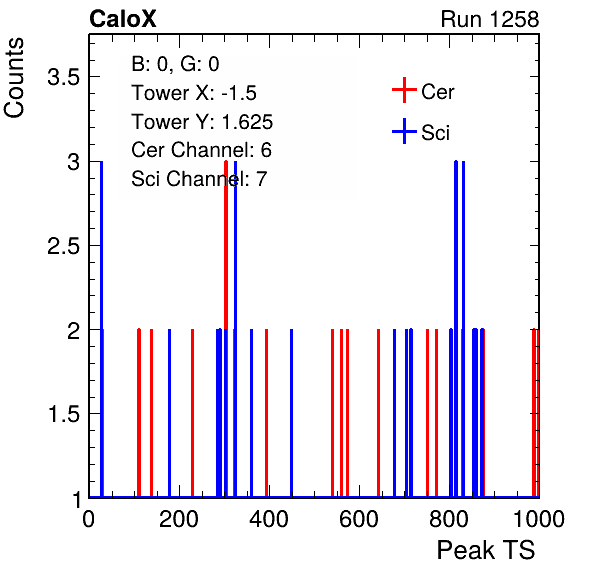 CaloX Run 1258
Counts
B: 0, G: 0
Tower X: -1.5
Tower Y: 1.625
Cer Channel: 6
Sci Channel: 7
Cer
Sci
3.5
3
2.5
2
1.5
1
0 200 400 600 800 1000
Peak TS